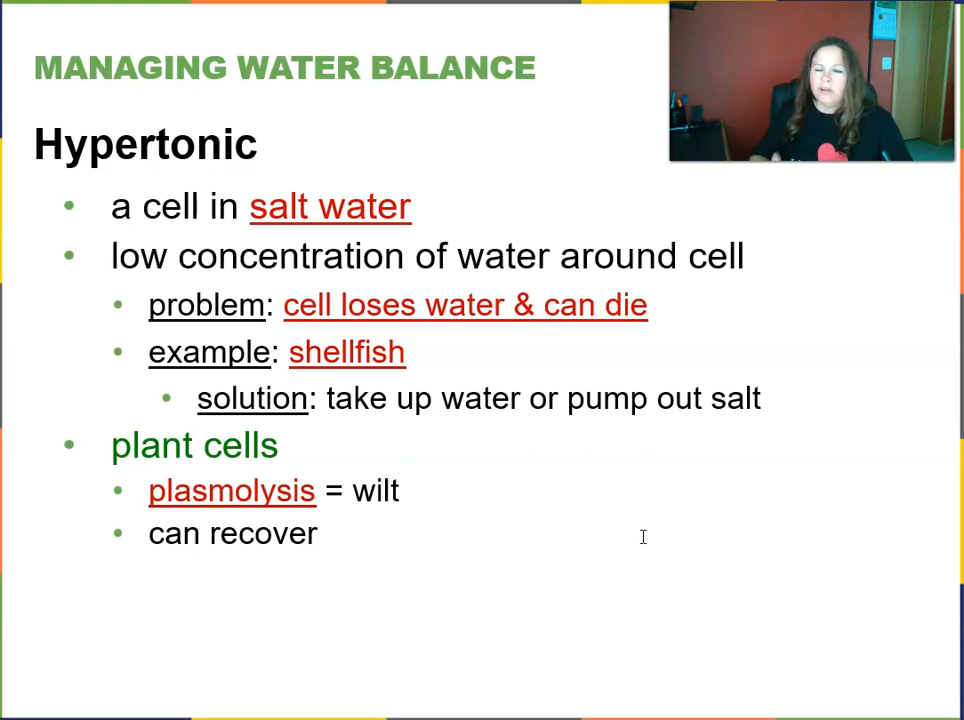 MANAGING WATER BALANCE
Hypertonic
• a cell in salt water
• low concentration of water around cell
• problem: cell loses water & can die
• example: shellfish
• solution: take up water or pump out salt
• plant cells
• plasmolysis = wilt
• can recover